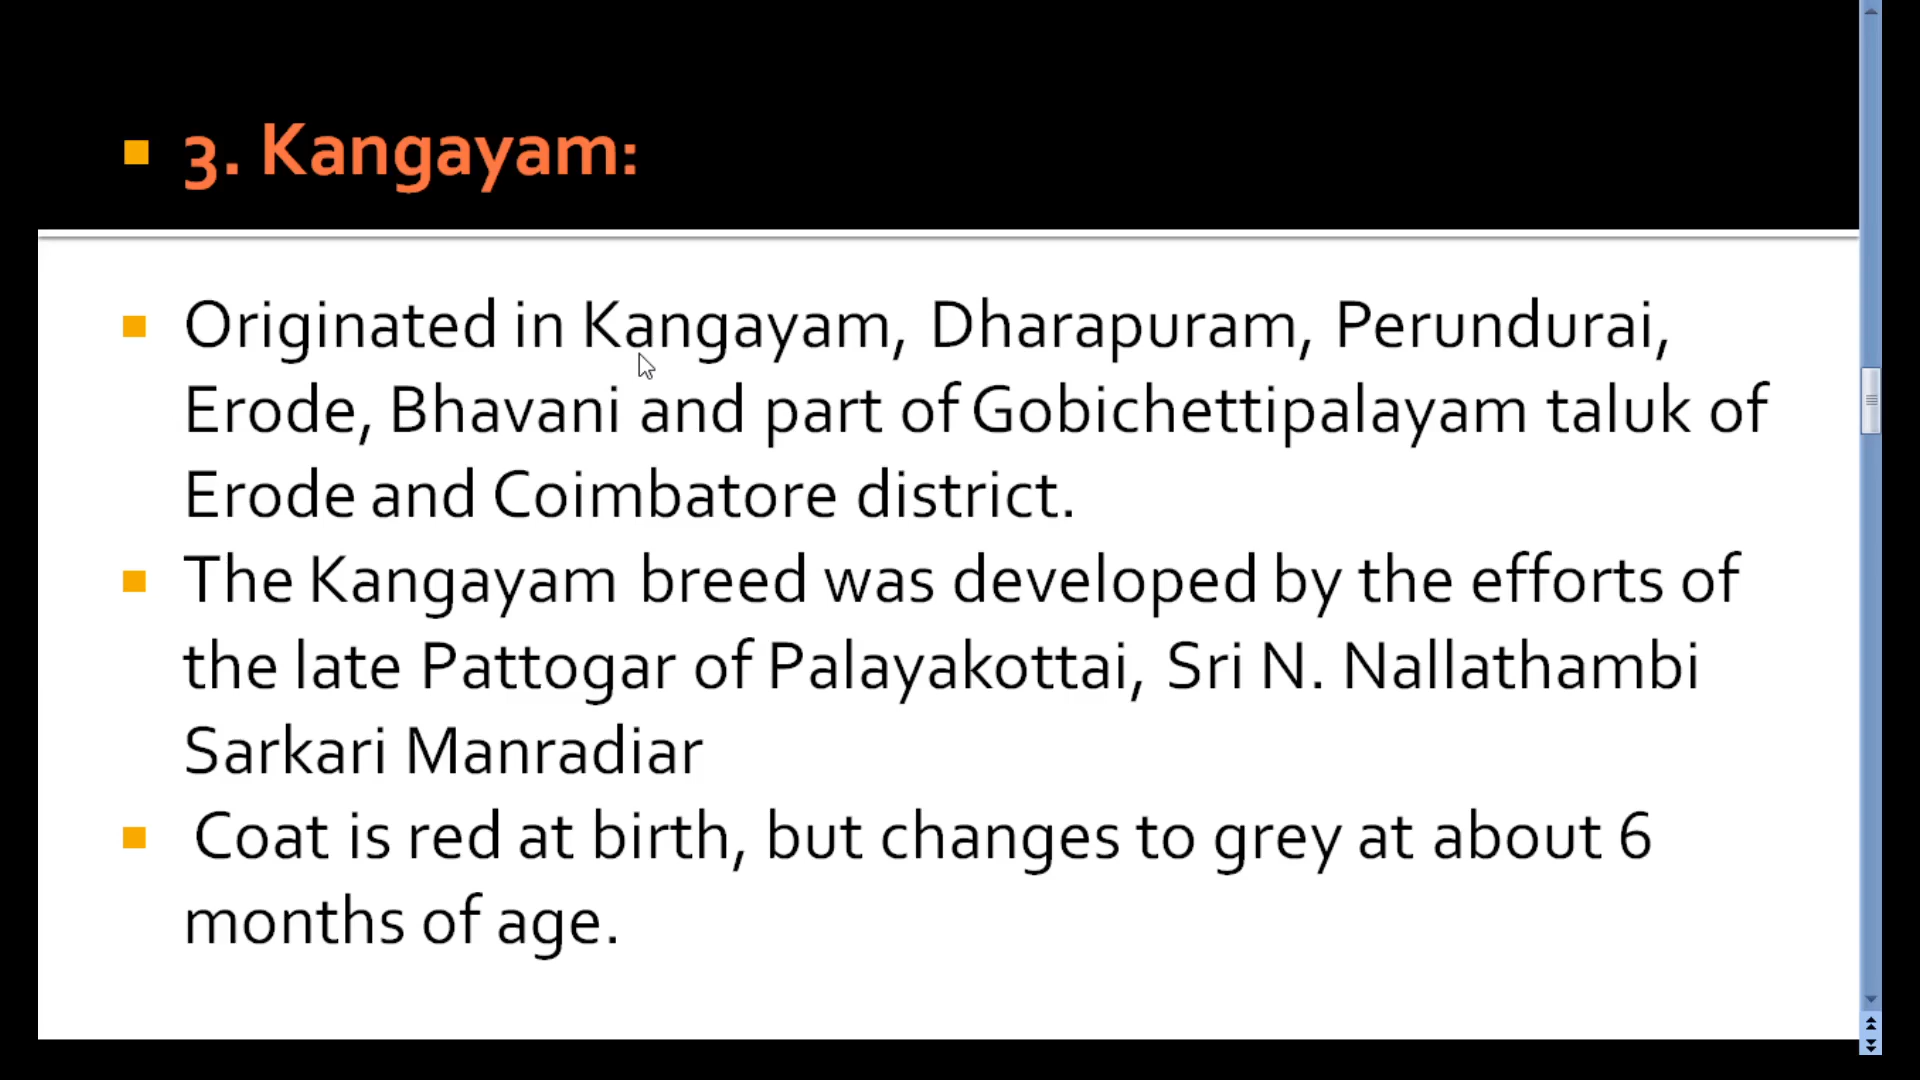 3. Kangayam:
Originated in Kangayam, Dharapuram, Perundurai,
Erode, Bhavani and part of Gobichettipalayam taluk of
Erode and Coimbatore district.
The Kangayam breed was developed by the efforts of
the late Pattogar of Palayakottai, Sri N. Nallathambi
Sarkari Manradiar
Coat is red at birth, but changes to grey at about 6
months of age.